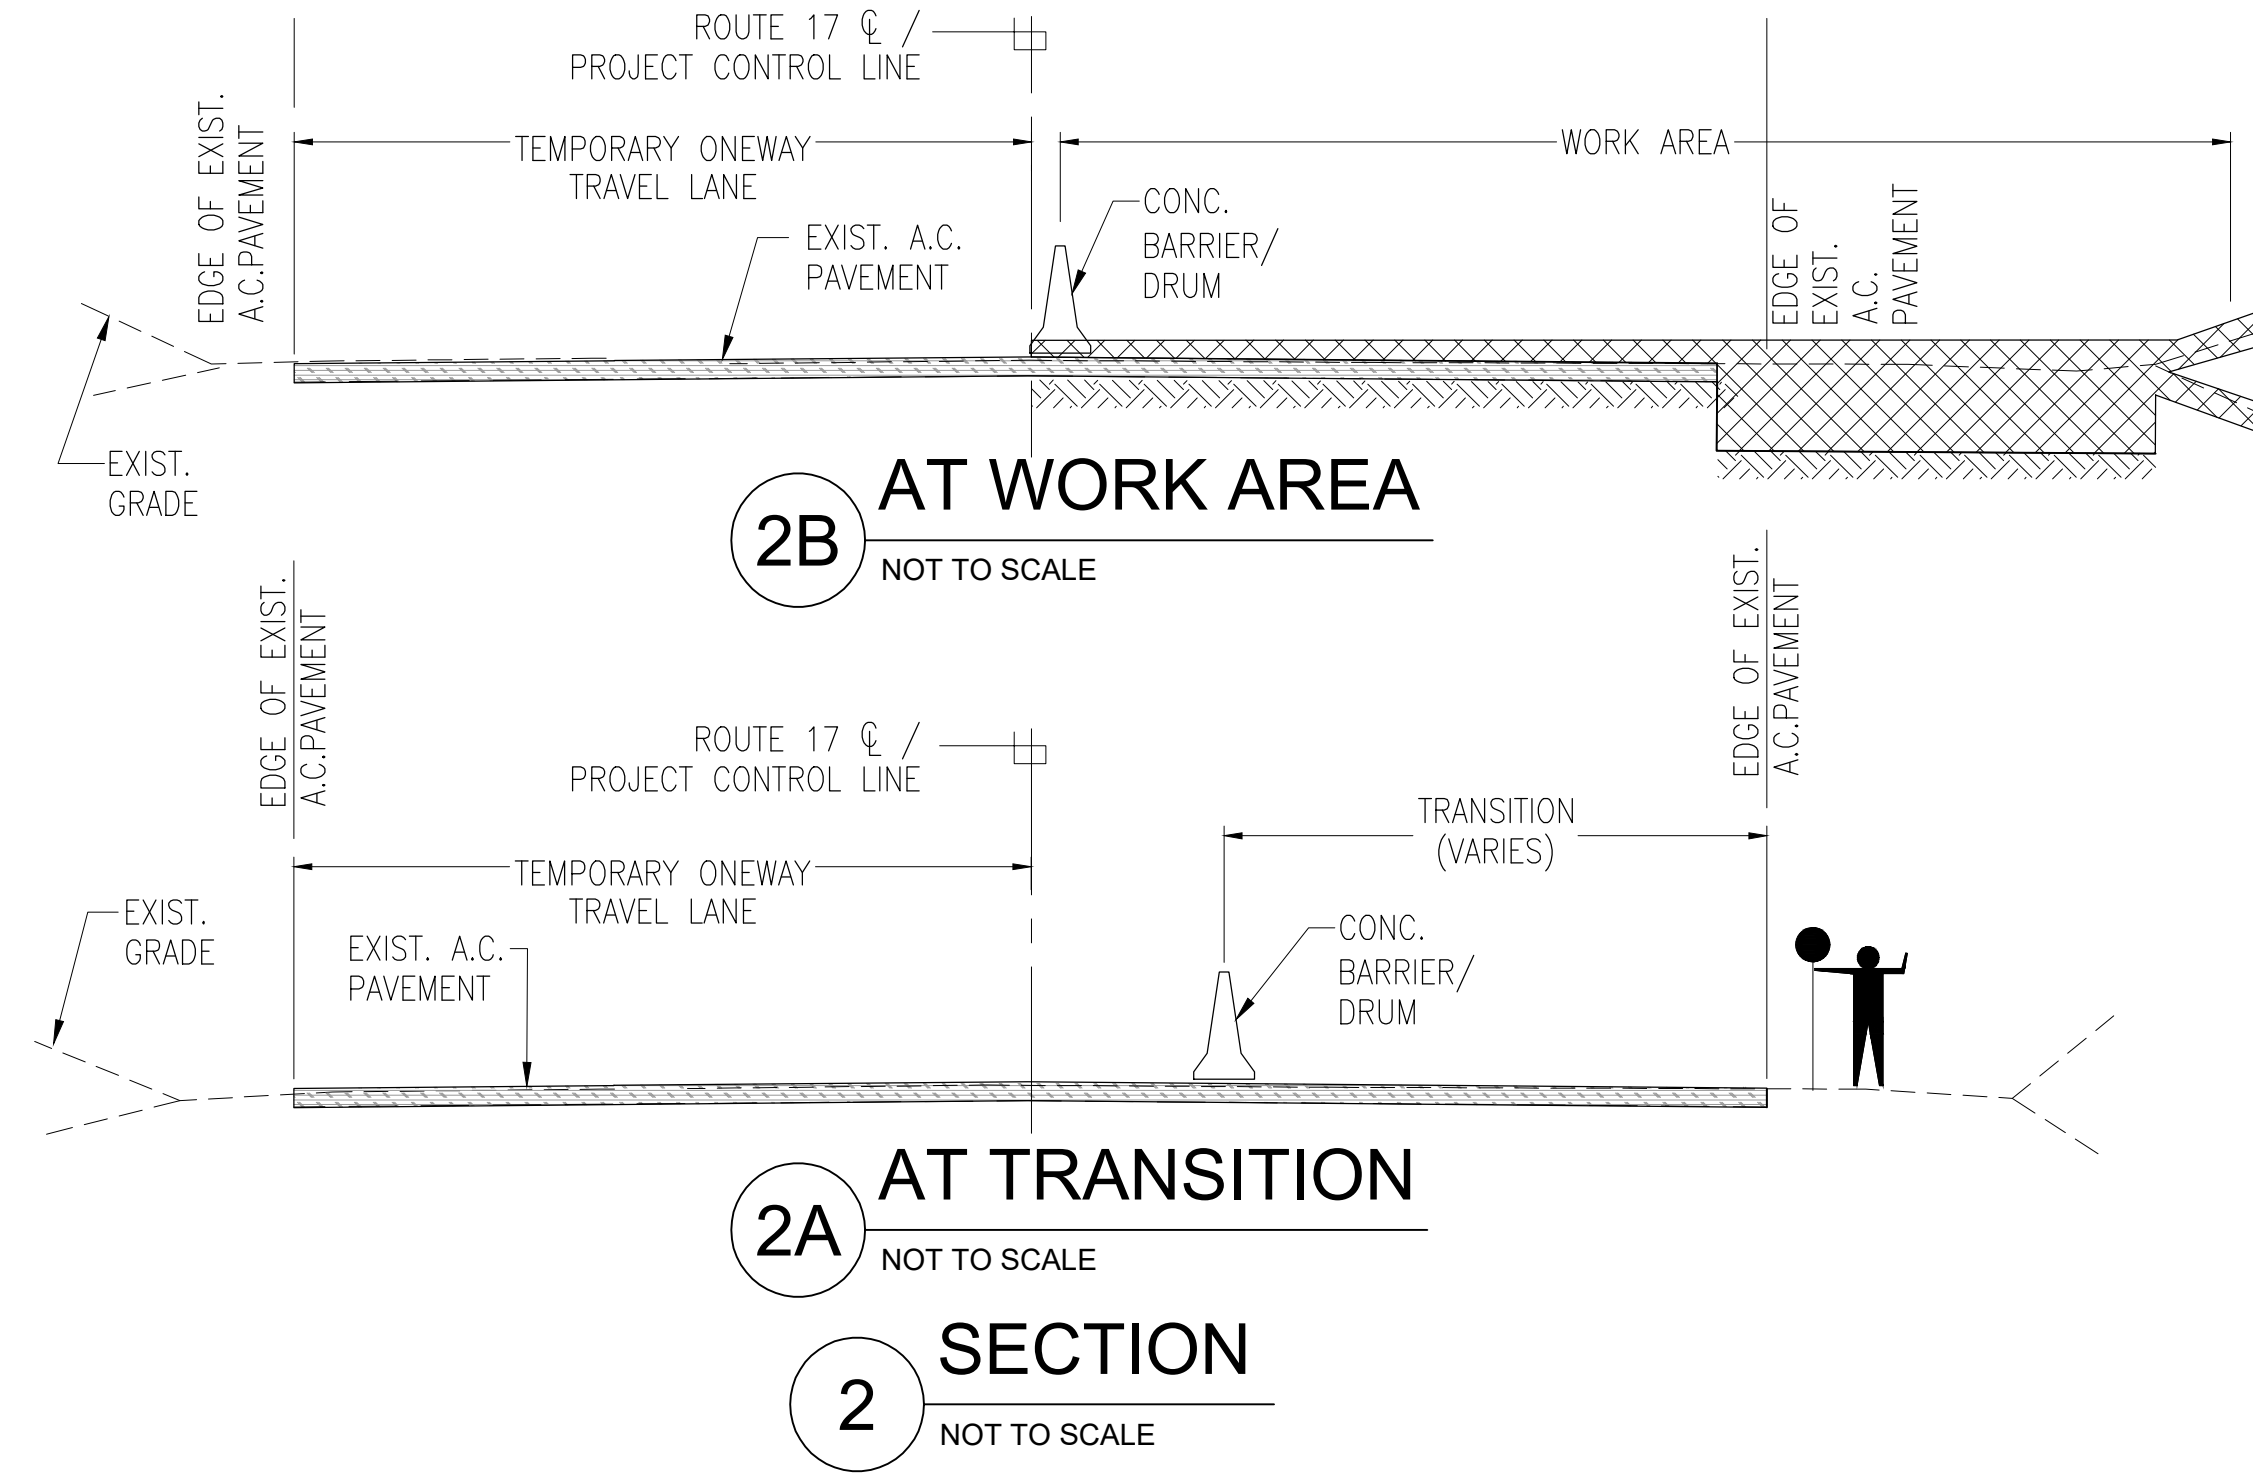 ROUTE 17 ℄ /
PROJECT CONTROL LINE
EDGE OF EXIST.
A.C.PAVEMENT
TEMPORARY ONEWAY
TRAVEL LANE
WORK AREA
CONC.
BARRIER/
DRUM
EXIST. A.C.
PAVEMENT
EDGE OF
EXIST.
A.C.
PAVEMENT
EXIST.
GRADE
2B
AT WORK AREA
NOT TO SCALE
EDGE OF EXIST.
A.C.PAVEMENT
ROUTE 17 ℄ /
PROJECT CONTROL LINE
EDGE OF EXIST.
A.C.PAVEMENT
TRANSITION
(VARIES)
TEMPORARY ONEWAY
TRAVEL LANE
EXIST.
GRADE
EXIST. A.C.
PAVEMENT
CONC.
BARRIER/
DRUM
2A
AT TRANSITION
NOT TO SCALE
2
SECTION
NOT TO SCALE